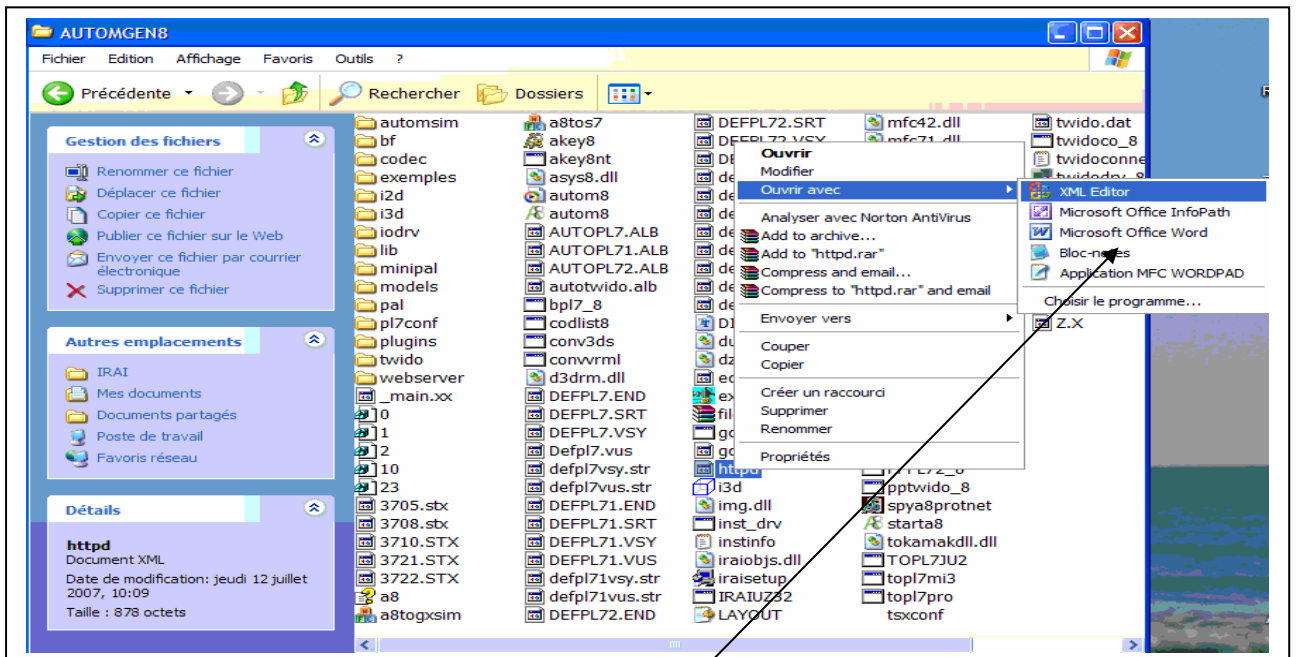 AUTOMGEN8
Fichier Edition Affichage Favoris Outils ?
Précédente Rechercher Dossiers
Gestion des fichiers
Renommer ce fichier
Déplacer ce fichier
Copier ce fichier
Publier ce fichier sur le Web
Envoyer ce fichier par courrier
électronique
Supprimer ce fichier
Autres emplacements
IRAI
Mes documents
Documents partagés
Poste de travail
Favoris réseau
Détails
httpd
Document XML
Date de modification: jeudi 12 juillet
2007, 10:09
Taille : 878 octets
automsim
bf
codec
exemples
i2d
i3d
iodrv
lib
minipal
models
pal
pl7conf
plugins
twido
webserver
_main.xx
0
1
2
10
23
3705.stx
3708.stx
3710.STX
3721.STX
3722.STX
a8
a8togxsim
a8tos7
akey8
akey8nt
asys8.dll
autom8
autom8
AUTOPL7.ALB
AUTOPL71.ALB
AUTOPL72.ALB
autotwido.alb
bpl7_8
codlist8
conv3ds
convvrml
d3drm.dll
DEFPL7.END
DEFPL7.SRT
DEFPL7.VSY
Defpl7.vus
defpl7vsy.str
defpl7vus.str
DEFPL71.END
DEFPL71.SRT
DEFPL71.VSY
DEFPL71.VUS
defpl71vsy.str
defpl71vus.str
DEFPL72.END
DEFPL72.SRT
DEFPL72.VSY
httpd
i3d
img.dll
inst_drv
instinfo
iraiobjs.dll
iraisetup
IRAIUZ32
LAYOUT
mfc42.dll
mfc71.dll
PPPL72_8
pptwido_8
spya8protnet
starta8
tokamakdll.dll
TOPL7JU2
topl7mi3
topl7pro
tsxconf
twido.dat
twidoco_8
twidoconne
twidodrv_8
Z.X
Ouvrir
Modifier
Ouvrir avec
Analyser avec Norton AntiVirus
Add to archive...
Add to "httpd.rar"
Compress and email...
Compress to "httpd.rar" and email
Envoyer vers
Couper
Copier
Créer un raccourci
Supprimer
Renommer
Propriétés
XML Editor
Microsoft Office InfoPath
Microsoft Office Word
Bloc-notes
Application MFC WORDPAD
Choisir le programme...